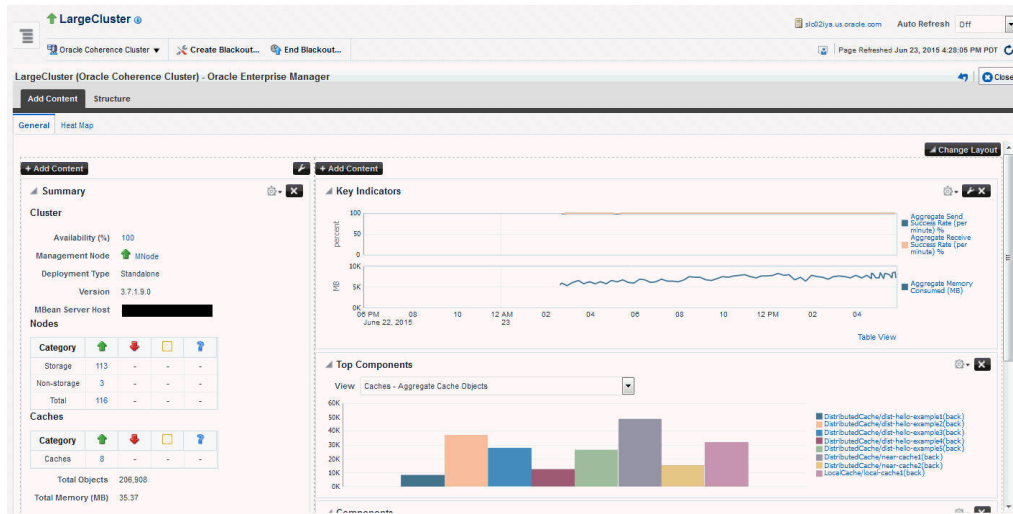 LargeCluster
slc02iya.us.oracle.com Auto Refresh Off
Oracle Coherence Cluster Create Blackout... End Blackout...
Page Refreshed Jun 23, 2015 4:28:05 PM PDT
LargeCluster (Oracle Coherence Cluster) - Oracle Enterprise Manager
Close
Add Content Structure
General Heat Map
Change Layout
+ Add Content
Summary
Cluster
Availability (%) 100
Management Node MNode
Deployment Type Standalone
Version 3.7.1.9.0
MBean Server Host
Nodes
Category
Storage 113 - - -
Non-storage 3 - - -
Total 116 - - -
Caches
Category
Caches 8 - - -
Total Objects 206,908
Total Memory (MB) 35.37
+ Add Content
Key Indicators
percent
100
50
0
Aggregate Send
Success Rate (per
minute) %
Aggregate Receive
Success Rate (per
minute) %
MB
10K
5K
0K
Aggregate Memory
Consumed (MB)
06 PM 08 10 12 AM 02 04 06 08 10 12 PM 02 04
June 22, 2015 23
Table View
Top Components
View Caches - Aggregate Cache Objects
60K
50K
40K
30K
20K
10K
0K
DistributedCache/dist-hello-example1(back)
DistributedCache/dist-hello-example2(back)
DistributedCache/dist-hello-example3(back)
DistributedCache/dist-hello-example4(back)
DistributedCache/dist-hello-example5(back)
DistributedCache/near-cache1(back)
DistributedCache/near-cache2(back)
LocalCache/local-cache1(back)
Components